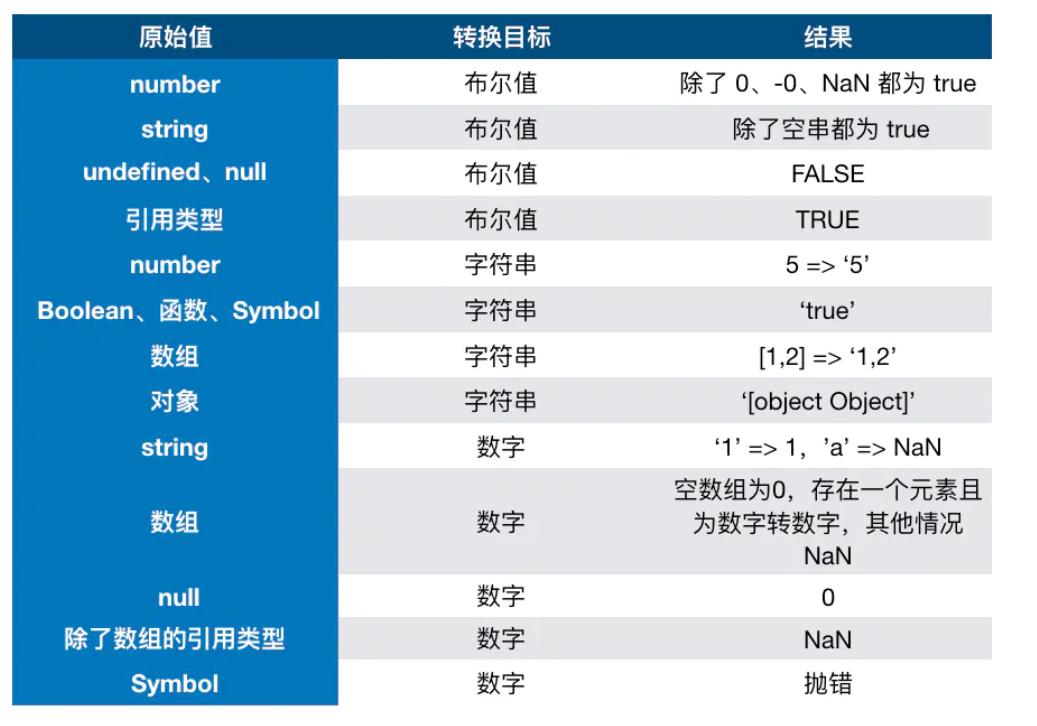 原始值 转换目标 结果
number 布尔值 除了 0、-0、NaN 都为 true
string 布尔值 除了空串都为 true
undefined、null 布尔值 FALSE
引用类型 布尔值 TRUE
number 字符串 5 => ‘5’
Boolean、函数、Symbol 字符串 ‘true’
数组 字符串 [1,2] => ‘1,2’
对象 字符串 ‘[object Object]’
string 数字 ‘1’ => 1，’a’ => NaN
数组 数字 空数组为0，存在一个元素且
为数字转数字，其他情况
NaN
null 数字 0
除了数组的引用类型 数字 NaN
Symbol 数字 抛错